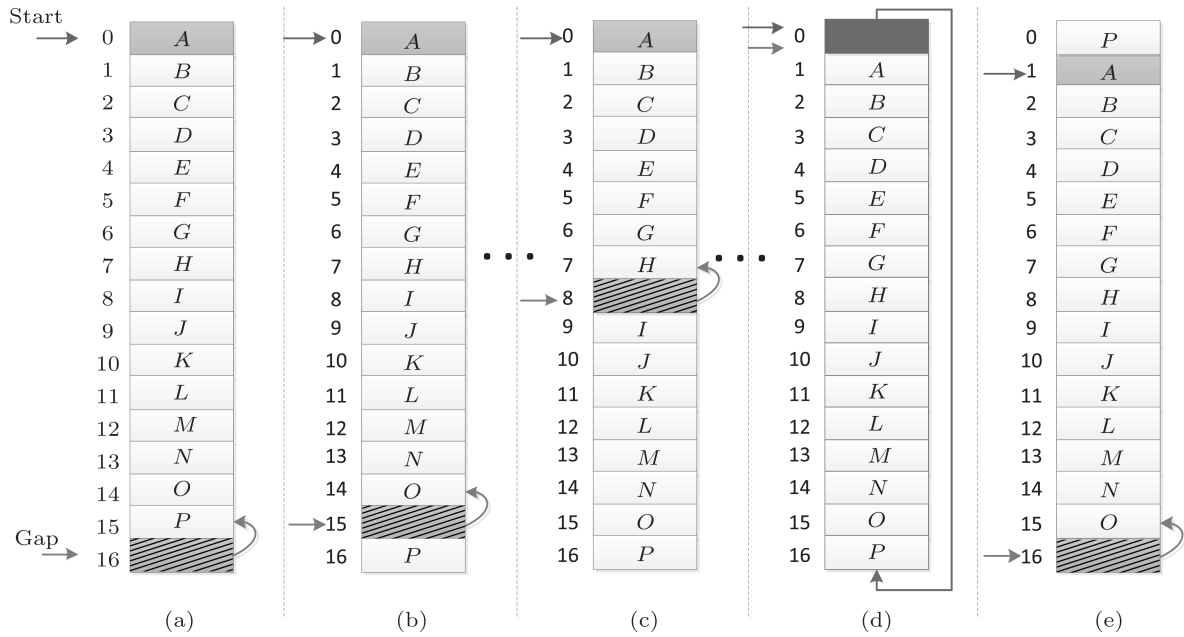 Start
0 A 0 A 0 A 0 0 P
1 B 1 B 1 B 1 A 1 A
2 C 2 C 2 C 2 B 2 B
3 D 3 D 3 D 3 C 3 C
4 E 4 E 4 E 4 D 4 D
5 F 5 F 5 F 5 E 5 E
6 G 6 G 6 G 6 F 6 F
7 H 7 H 7 H 7 G 7 G
8 I 8 I 8 8 H 8 H
9 J 9 J 9 I 9 I 9 I
10 K 10 K 10 J 10 J 10 J
11 L 11 L 11 K 11 K 11 K
12 M 12 M 12 L 12 L 12 L
13 N 13 N 13 M 13 M 13 M
14 O 14 O 14 N 14 N 14 N
15 P 15 15 O 15 O 15 O
Gap
16 16 P 16 P 16 P 16
(a) (b) (c) (d) (e)